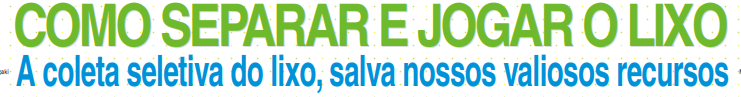 COMO SEPARAR E JOGAR O LIXO
A coleta seletiva do lixo, salva nossos valiosos recursos